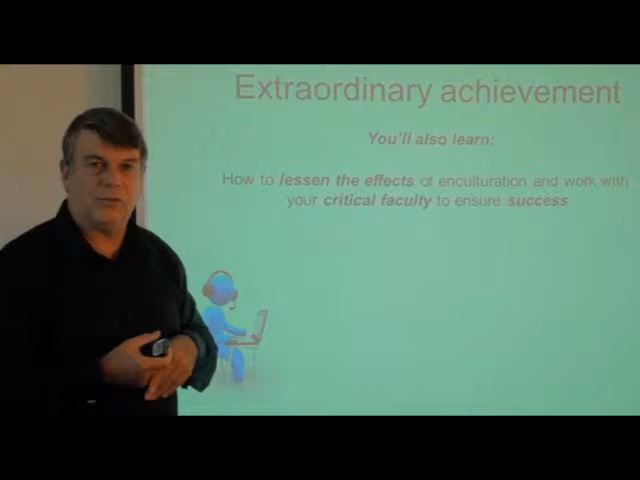 Extraordinary achievement
You'll also learn:
How to lessen the effects of enculturation and work with
your critical faculty to ensure success